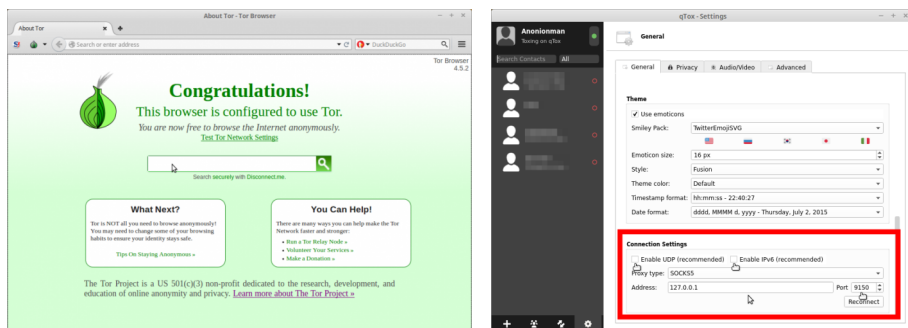 About Tor - Tor Browser
About Tor
Search or enter address
DuckDuckGo
Tor Browser
4.5.2
Congratulations!
This browser is configured to use Tor.
You are now free to browse the Internet anonymously.
Test Tor Network Settings
Search securely with Disconnect.me.
What Next?
Tor is NOT all you need to browse anonymously!
You may need to change some of your browsing
habits to ensure your identity stays safe.
Tips On Staying Anonymous »
You Can Help!
There are many ways you can help make the Tor
Network faster and stronger:
Run a Tor Relay Node »
Volunteer Your Services »
Make a Donation »
The Tor Project is a US 501(c)(3) non-profit dedicated to the research, development, and
education of online anonymity and privacy. Learn more about The Tor Project »
qTox - Settings
Anonionman
Toxing on qTox
Search Contacts All
General
General Privacy Audio/Video Advanced
Theme
Use emoticons
Smiley Pack: TwitterEmojiSVG
Emoticon size: 16 px
Style: Fusion
Theme color: Default
Timestamp format: hh:mm:ss - 22:40:27
Date format: dddd, MMMM d, yyyy - Thursday, July 2, 2015
Connection Settings
Enable UDP (recommended) Enable IPv6 (recommended)
Proxy type: SOCKS5
Address: 127.0.0.1 Port 9150
Reconnect